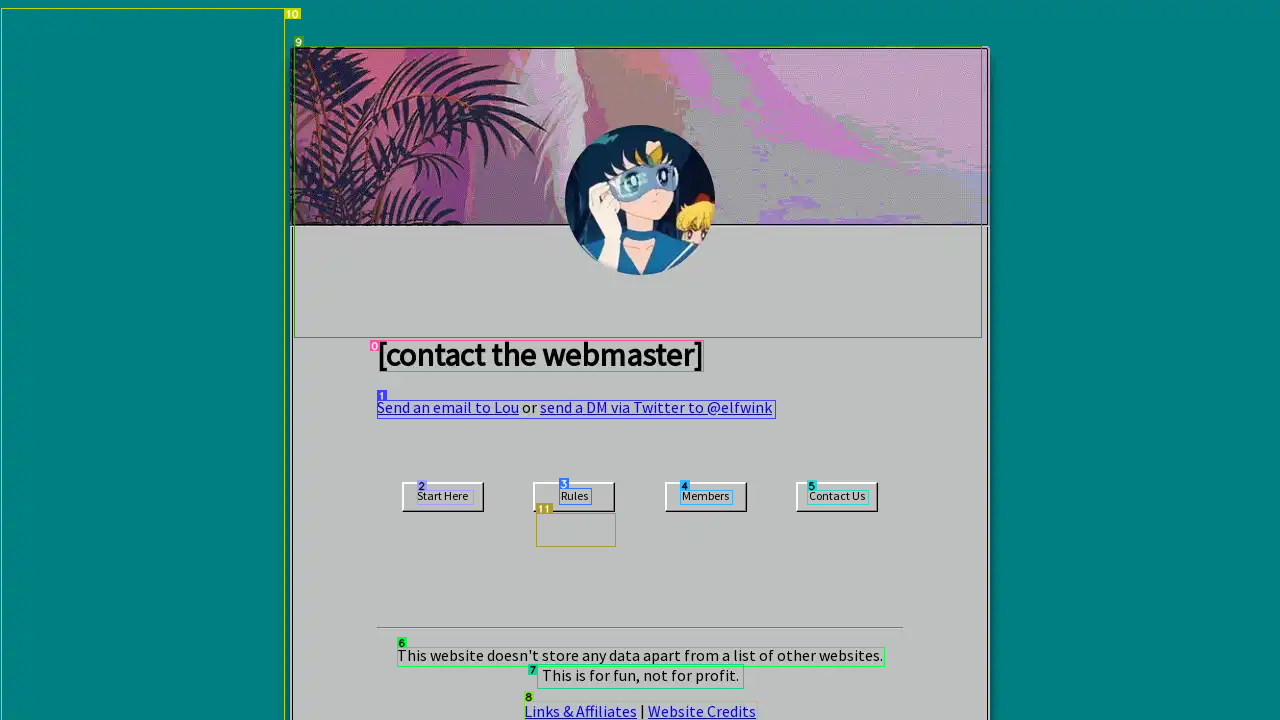 [contact the webmaster]
Send an email to Lou or send a DM via Twitter to @elfwink
Start Here
Rules
Members
Contact Us
This website doesn't store any data apart from a list of other websites.
This is for fun, not for profit.
Links & Affiliates | Website Credits
10
9
0
1
2
3
4
5
11
6
7
8